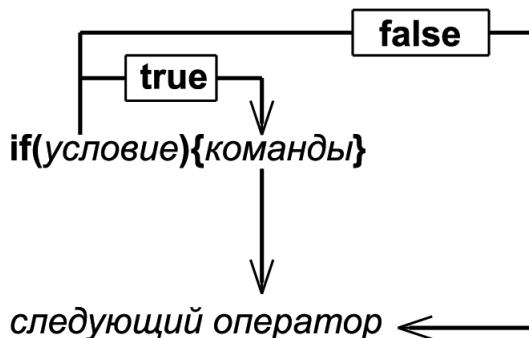 false
true
if(условие){команды}
следующий оператор